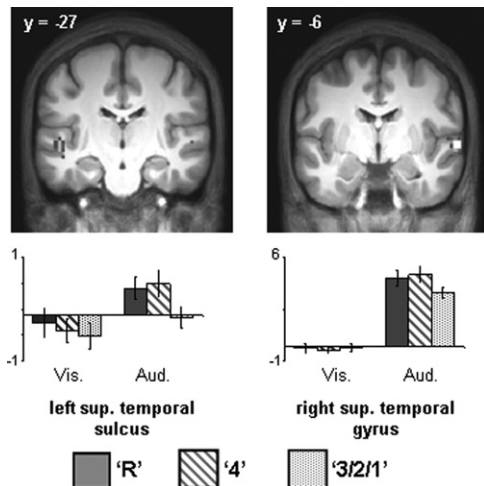 y = -27
y = -6
1
-1
Vis. Aud.
6
-1
Vis. Aud.
left sup. temporal
sulcus
right sup. temporal
gyrus
'R' '4' '3/2/1'